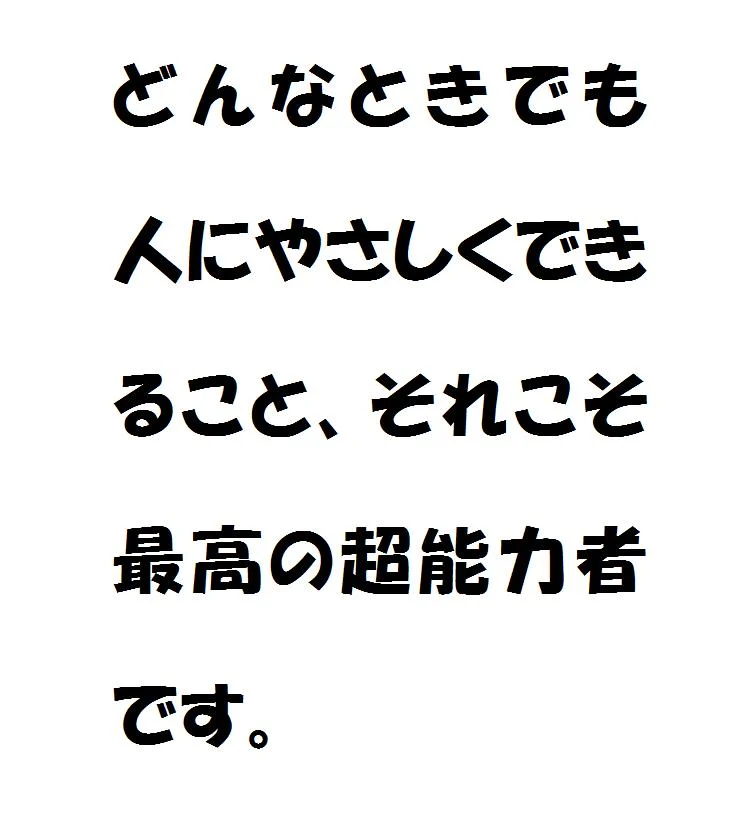 どんなときでも
人にやさしくでき
ること、それこそ
最高の超能力者
です。